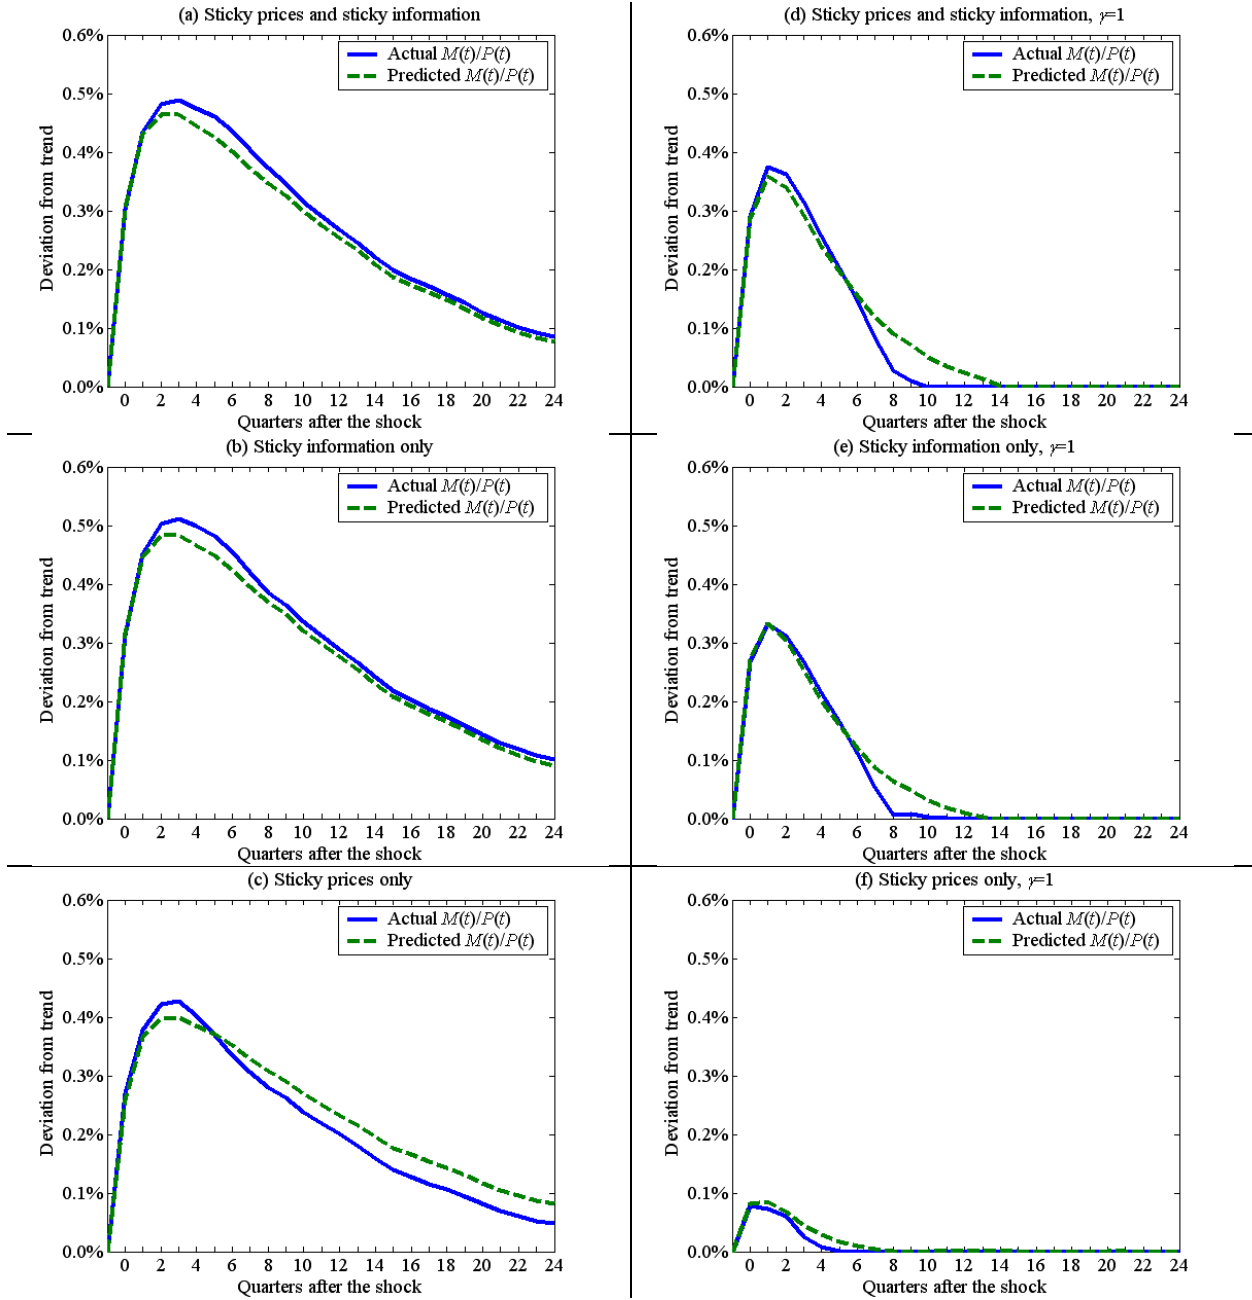 (a) Sticky prices and sticky information
0.6%
0.5%
0.4%
0.3%
0.2%
0.1%
0.0%
Deviation from trend
Actual M(t)/P(t)
Predicted M(t)/P(t)
0 2 4 6 8 10 12 14 16 18 20 22 24
Quarters after the shock
(d) Sticky prices and sticky information, γ=1
0.6%
0.5%
0.4%
0.3%
0.2%
0.1%
0.0%
Deviation from trend
Actual M(t)/P(t)
Predicted M(t)/P(t)
0 2 4 6 8 10 12 14 16 18 20 22 24
Quarters after the shock
(b) Sticky information only
0.6%
0.5%
0.4%
0.3%
0.2%
0.1%
0.0%
Deviation from trend
Actual M(t)/P(t)
Predicted M(t)/P(t)
0 2 4 6 8 10 12 14 16 18 20 22 24
Quarters after the shock
(e) Sticky information only, γ=1
0.6%
0.5%
0.4%
0.3%
0.2%
0.1%
0.0%
Deviation from trend
Actual M(t)/P(t)
Predicted M(t)/P(t)
0 2 4 6 8 10 12 14 16 18 20 22 24
Quarters after the shock
(c) Sticky prices only
0.6%
0.5%
0.4%
0.3%
0.2%
0.1%
0.0%
Deviation from trend
Actual M(t)/P(t)
Predicted M(t)/P(t)
0 2 4 6 8 10 12 14 16 18 20 22 24
Quarters after the shock
(f) Sticky prices only, γ=1
0.6%
0.5%
0.4%
0.3%
0.2%
0.1%
0.0%
Deviation from trend
Actual M(t)/P(t)
Predicted M(t)/P(t)
0 2 4 6 8 10 12 14 16 18 20 22 24
Quarters after the shock